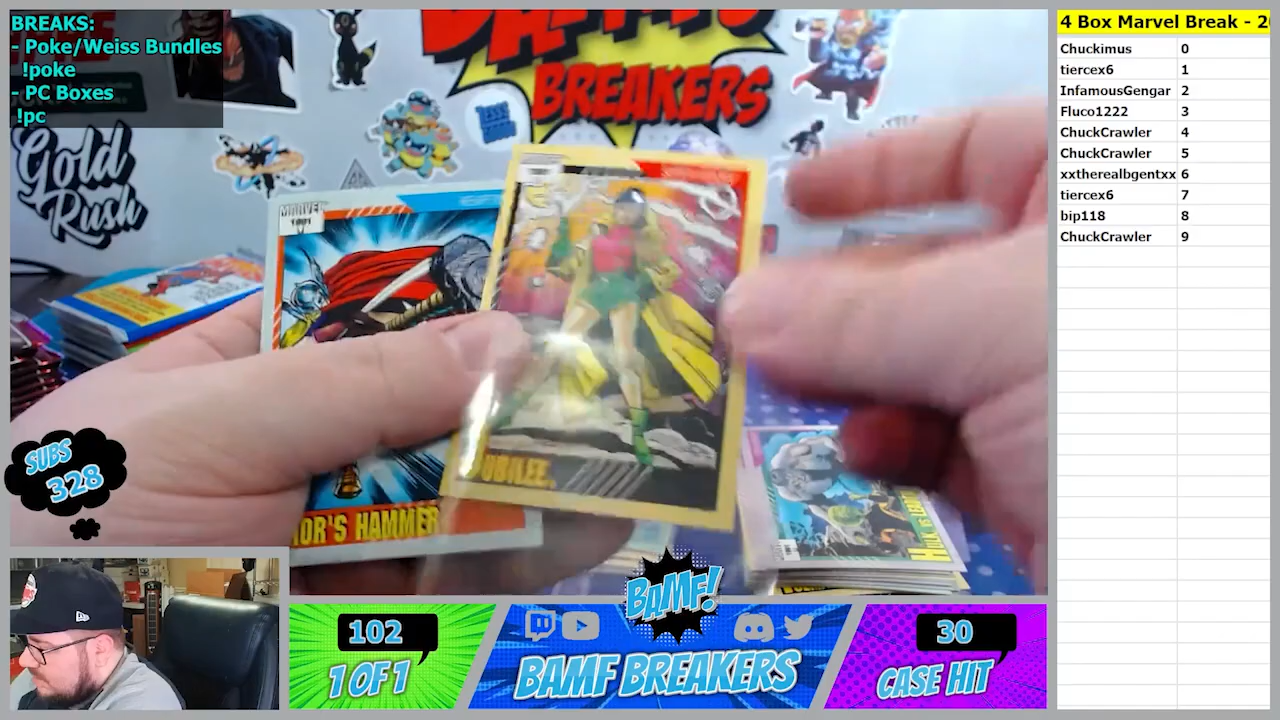 BREAKS:
- Poke/Weiss Bundles
!poke
- PC Boxes
!pc
BREAKERS
Gold
Rush
MARVEL
1991
UBILEE
OR'S HAMMER
SUBS
328
102
1 OF 1
BAMF!
BAMF BREAKERS
30
CASE HIT
4 Box Marvel Break - 2
Chuckimus 0
tiercex6 1
InfamousGengar 2
Fluco1222 3
ChuckCrawler 4
ChuckCrawler 5
xxtherealbgentxx 6
tiercex6 7
bip118 8
ChuckCrawler 9